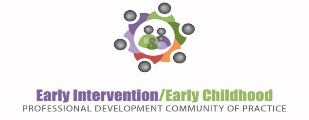 Early Intervention/Early Childhood
PROFESSIONAL DEVELOPMENT COMMUNITY OF PRACTICE